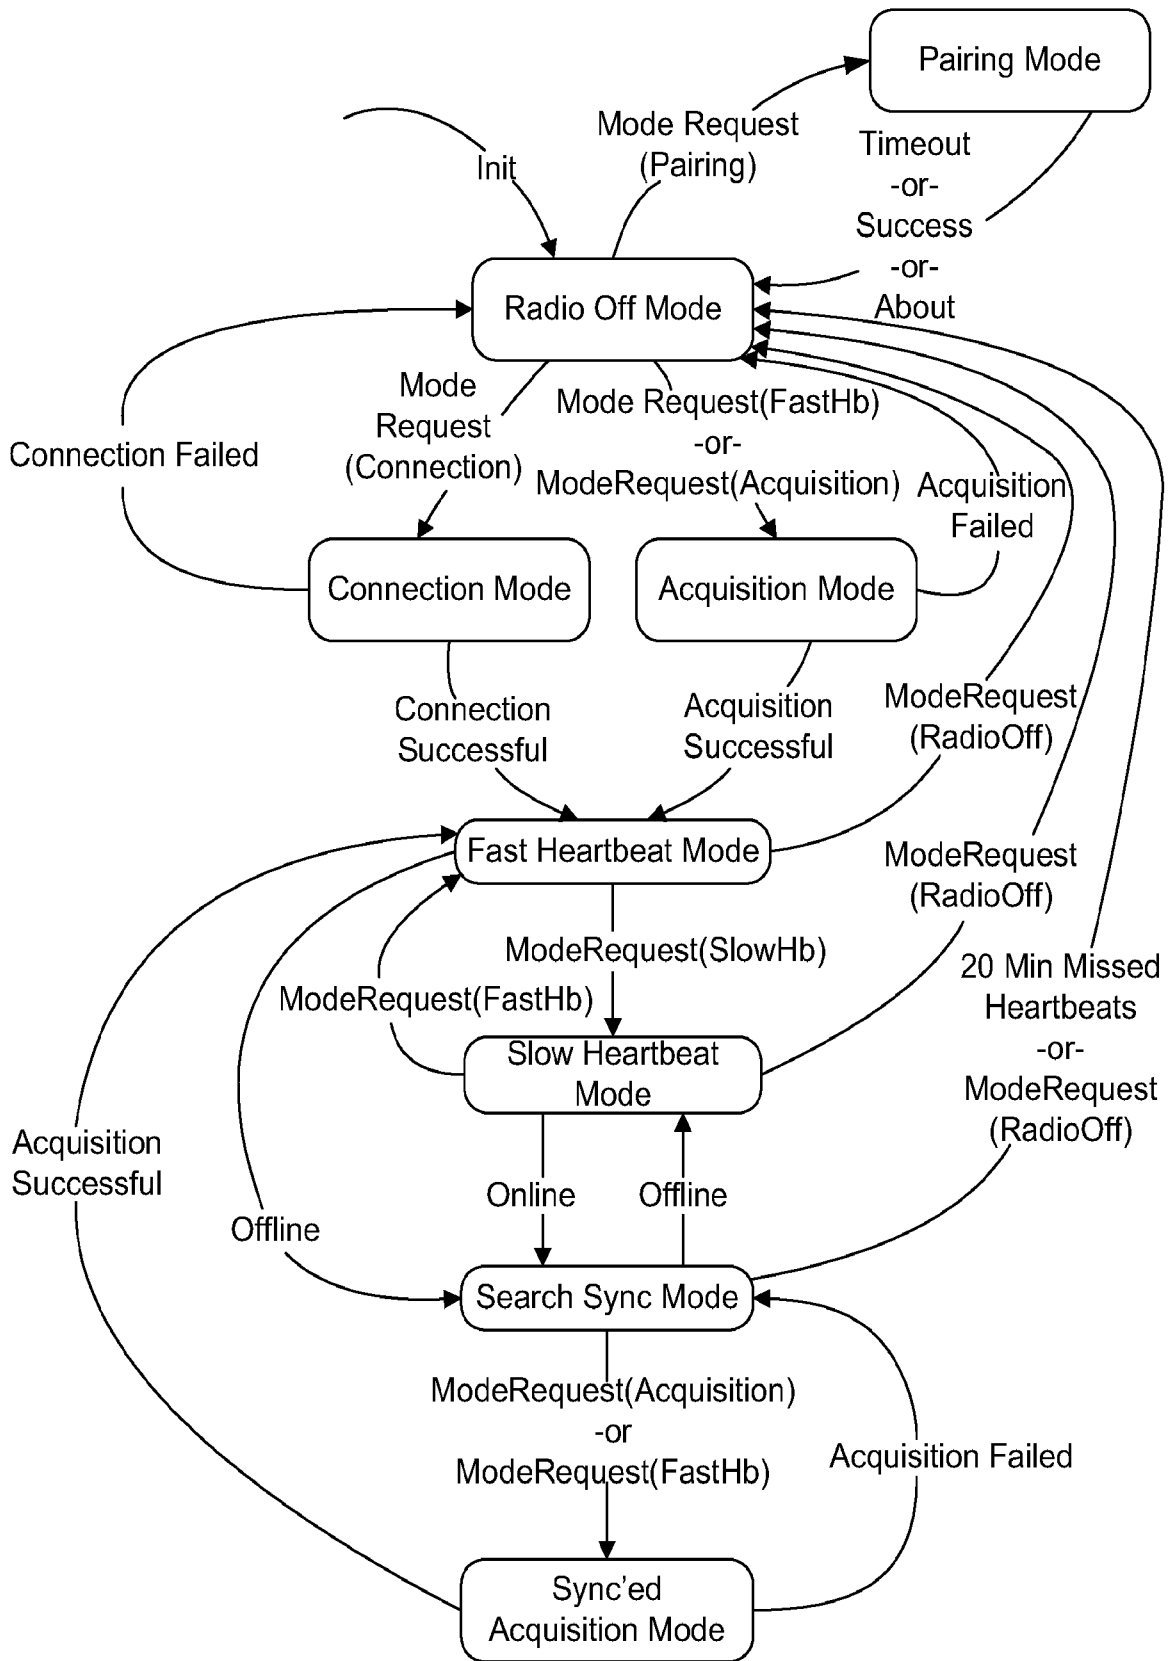 Pairing Mode
Mode Request
(Pairing)
Timeout
-or-
Success
-or-
About
Init
Radio Off Mode
Mode
Request
(Connection)
Mode Request(FastHb)
-or-
ModeRequest(Acquisition)
Connection Failed
Acquisition
Failed
Connection Mode
Acquisition Mode
Connection
Successful
Acquisition
Successful
ModeRequest
(RadioOff)
Fast Heartbeat Mode
ModeRequest
(RadioOff)
ModeRequest(SlowHb)
ModeRequest(FastHb)
20 Min Missed
Heartbeats
-or-
ModeRequest
(RadioOff)
Slow Heartbeat
Mode
Acquisition
Successful
Offline
Online
Offline
Search Sync Mode
ModeRequest(Acquisition)
-or
ModeRequest(FastHb)
Acquisition Failed
Sync'ed
Acquisition Mode